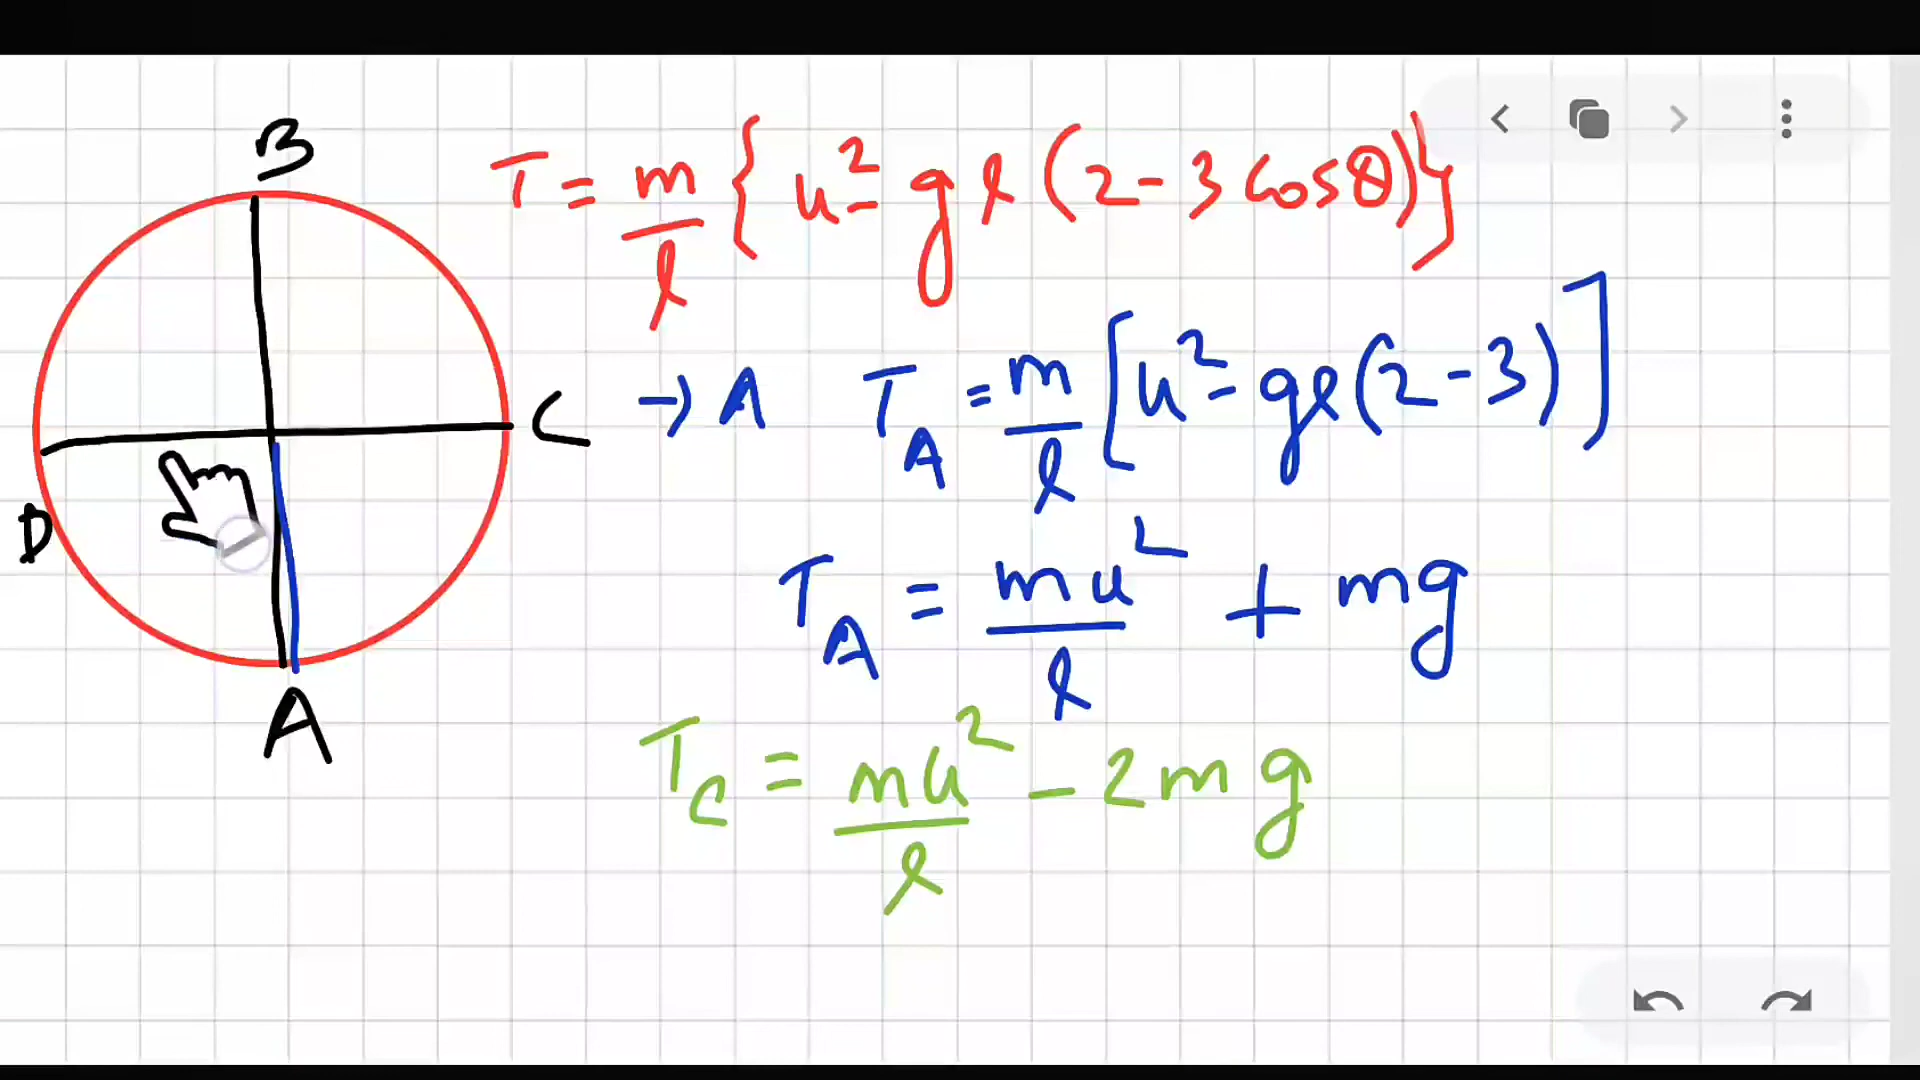 B
T = m/l { u² - gl (2 - 3 Cosθ) }
C
→ A T_A = m/l [ u² - gl (2 - 3) ]
D
T_A = mu²/l + mg
A
T_C = mu²/l - 2mg